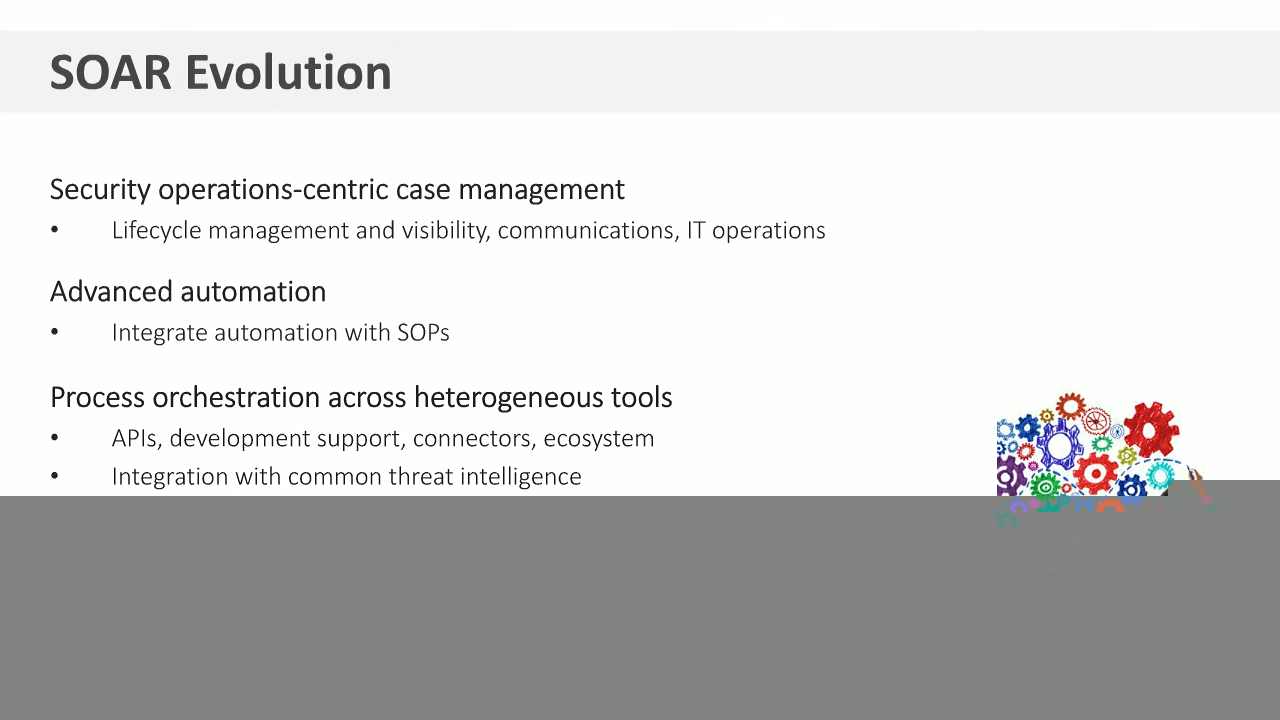 SOAR Evolution
Security operations-centric case management
• Lifecycle management and visibility, communications, IT operations
Advanced automation
• Integrate automation with SOPs
Process orchestration across heterogeneous tools
• APIs, development support, connectors, ecosystem
• Integration with common threat intelligence